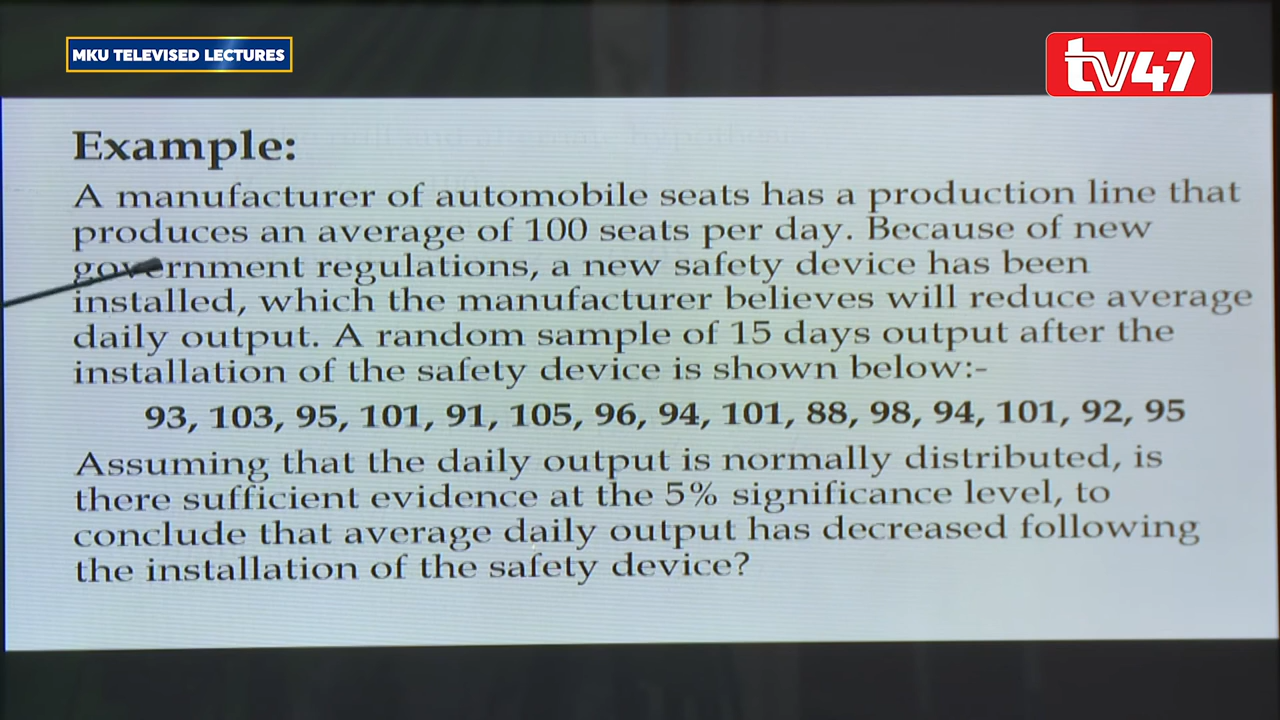 MKU TELEVISED LECTURES
tv47
Example:
A manufacturer of automobile seats has a production line that
produces an average of 100 seats per day. Because of new
government regulations, a new safety device has been
installed, which the manufacturer believes will reduce average
daily output. A random sample of 15 days output after the
installation of the safety device is shown below:-
93, 103, 95, 101, 91, 105, 96, 94, 101, 88, 98, 94, 101, 92, 95
Assuming that the daily output is normally distributed, is
there sufficient evidence at the 5% significance level, to
conclude that average daily output has decreased following
the installation of the safety device?